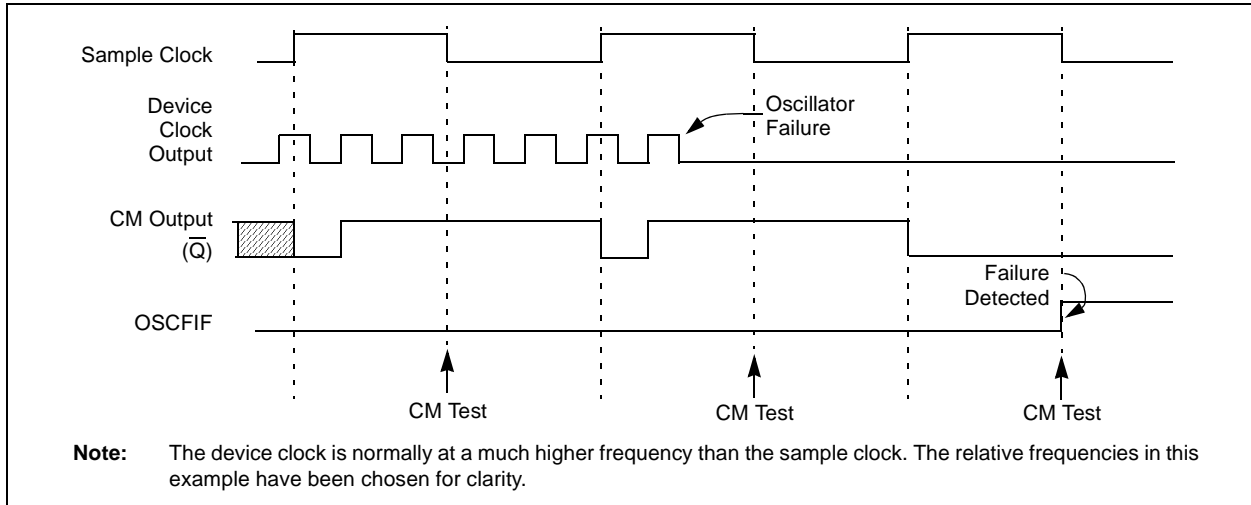 Sample Clock
Device
Clock
Output
Oscillator
Failure
CM Output
(Q̅)
Failure
Detected
OSCFIF
CM Test
CM Test
CM Test
Note: The device clock is normally at a much higher frequency than the sample clock. The relative frequencies in this
example have been chosen for clarity.